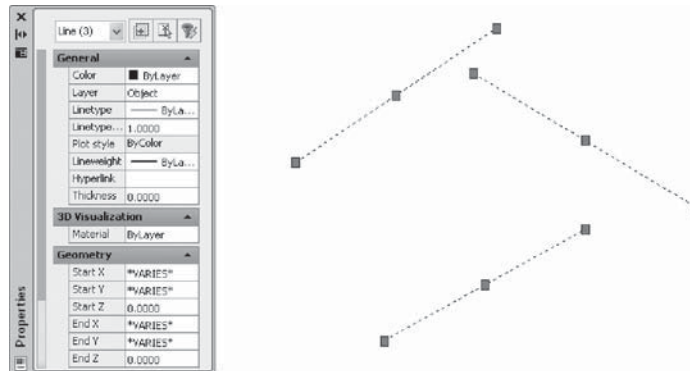 Line (3)
General
Color ByLayer
Layer Object
Linetype ByLa...
Linetype... 1.0000
Plot style ByColor
Lineweight ByLa...
Hyperlink
Thickness 0.0000
3D Visualization
Material ByLayer
Geometry
Start X *VARIES*
Start Y *VARIES*
Start Z 0.0000
End X *VARIES*
End Y *VARIES*
End Z 0.0000
Properties